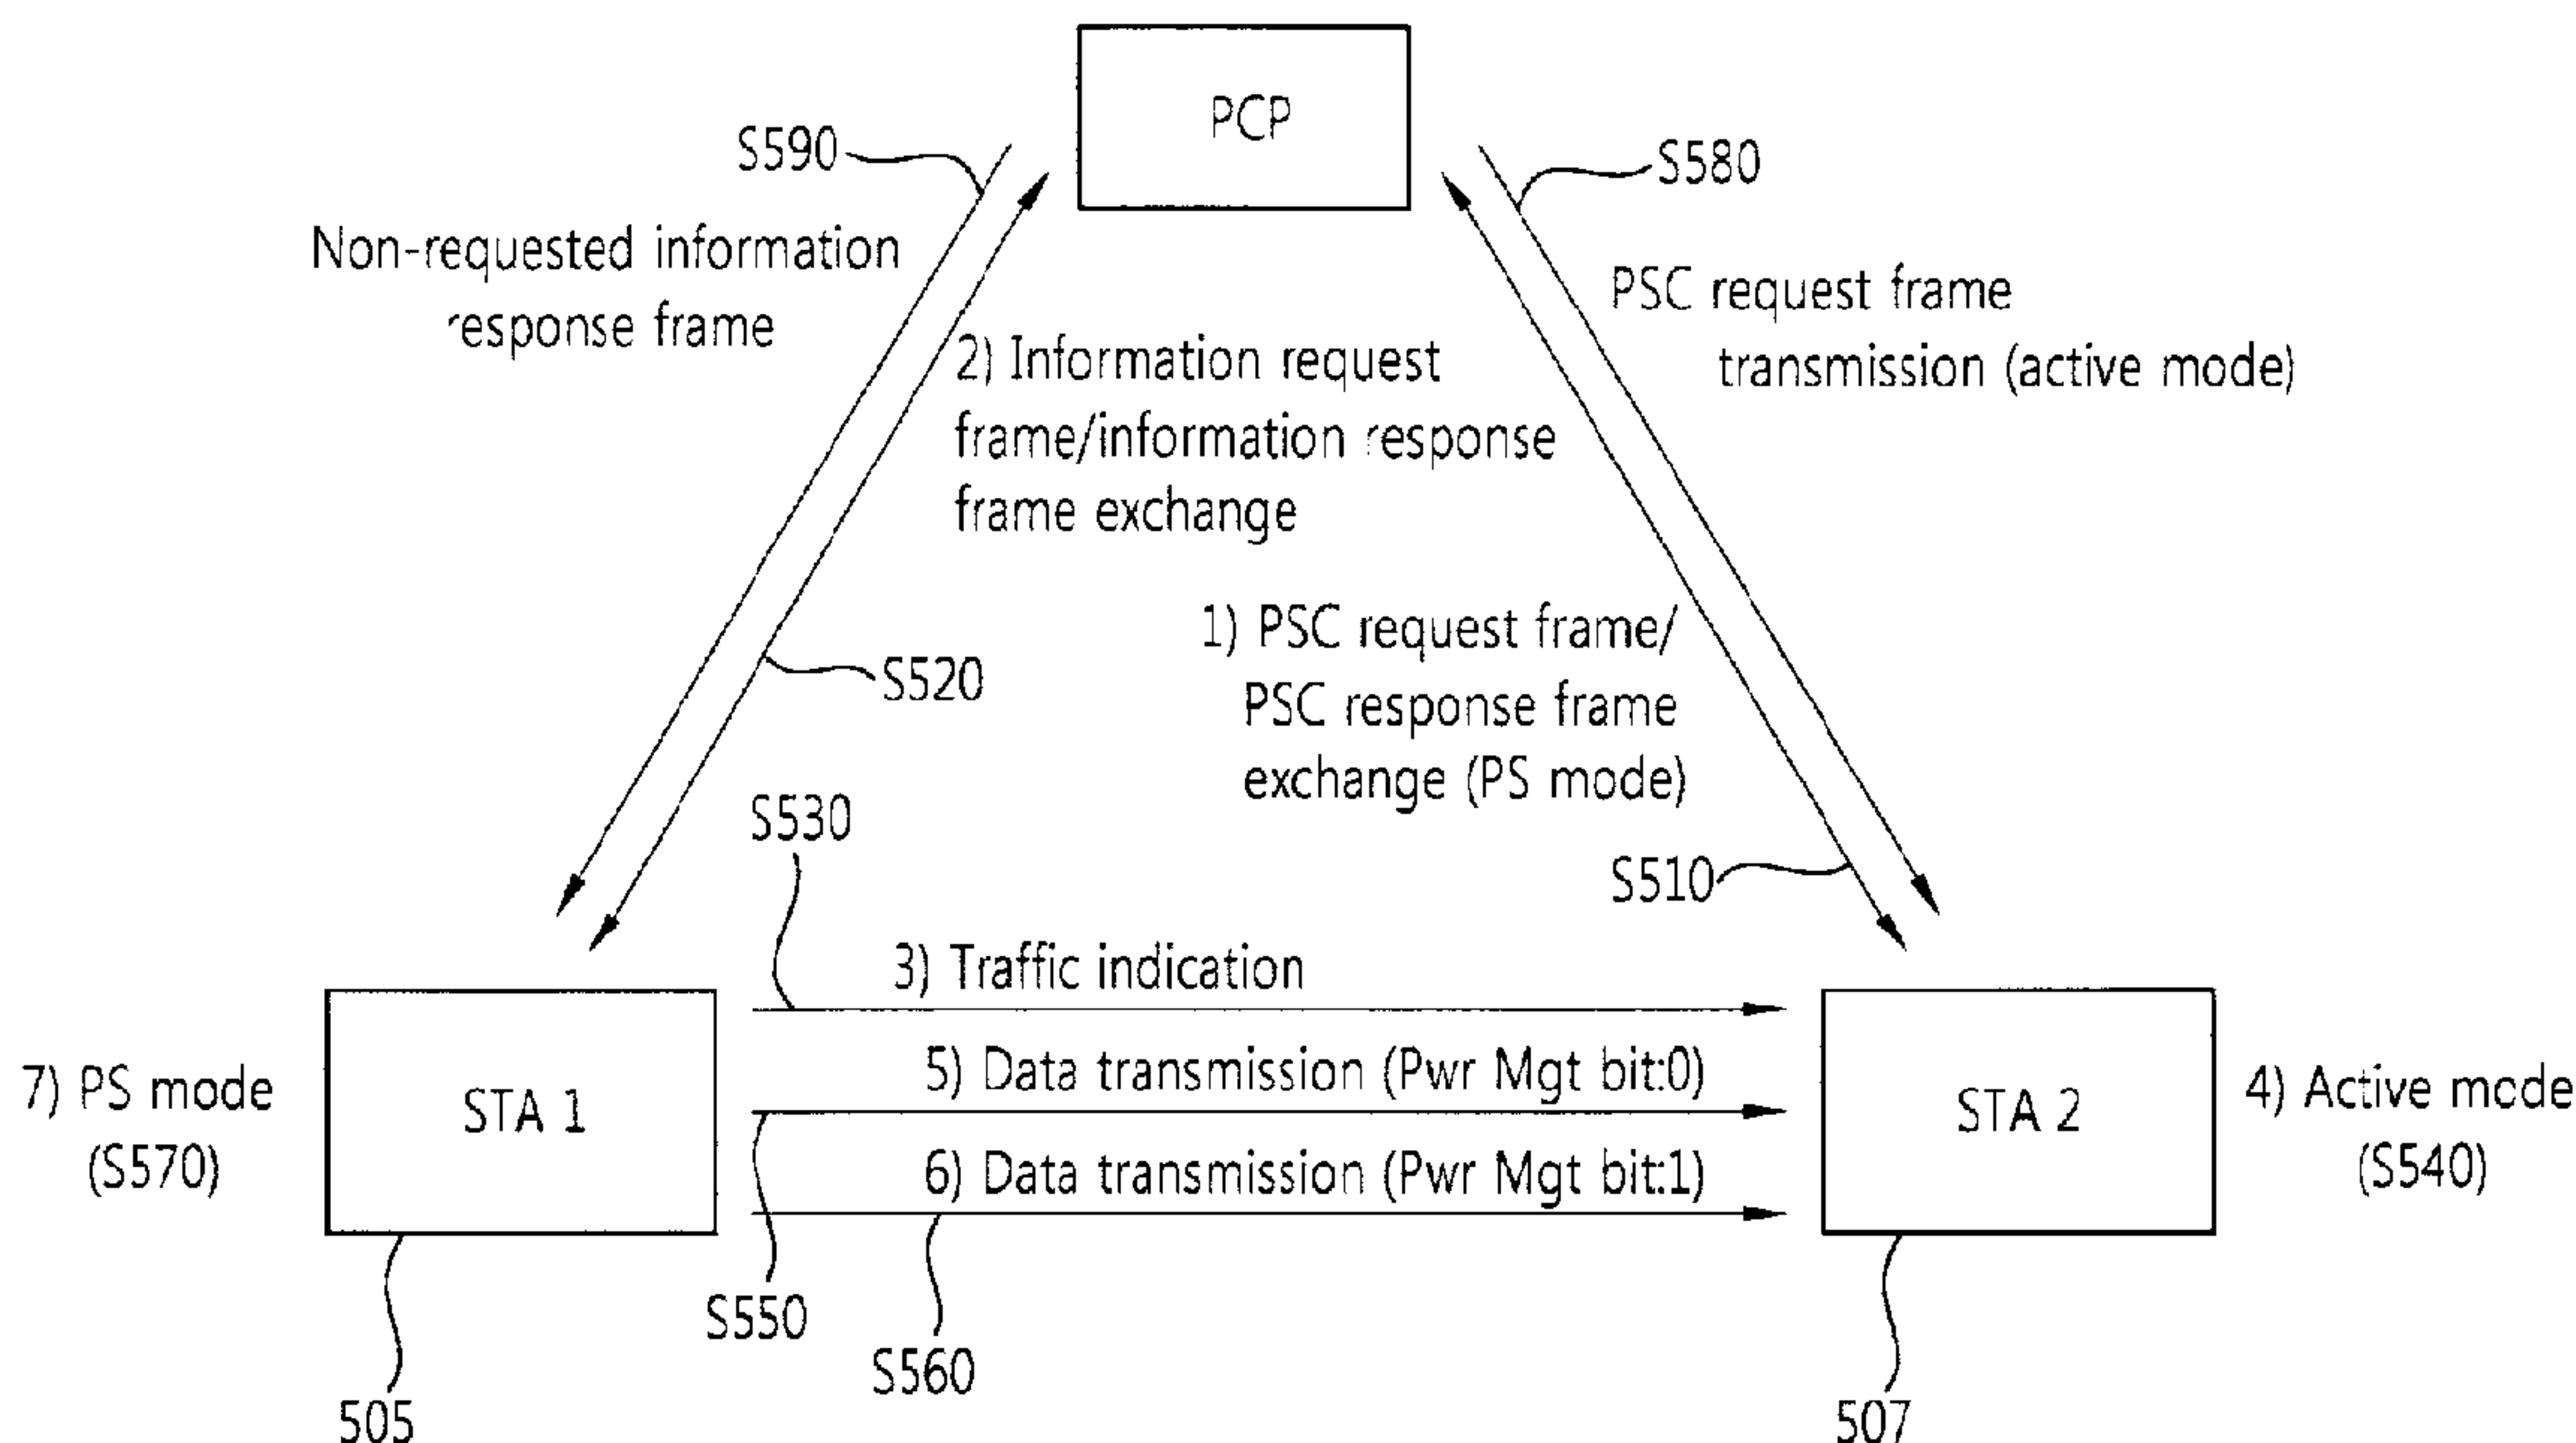 PCP
S590
S580
Non-requested information
response frame
PSC request frame
transmission (active mode)
2) Information request
frame/information response
frame exchange
S520
1) PSC request frame/
PSC response frame
exchange (PS mode)
S530
S510
3) Traffic indication
5) Data transmission (Pwr Mgt bit:0)
6) Data transmission (Pwr Mgt bit:1)
7) PS mode
(S570)
STA 1
STA 2
4) Active mode
(S540)
S550
S560
505
507